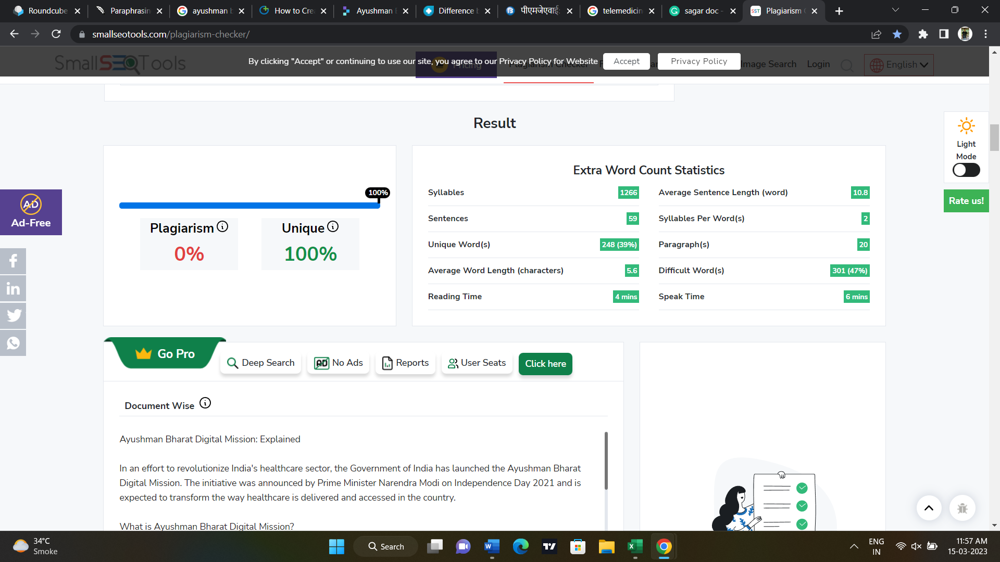 Roundcube
Paraphrasin
ayushman b
How to Cre
Ayushman B
Difference b
पीएमजेएवाई
telemedicin
sagar doc -
SST Plagiarism C
smallseotools.com/plagiarism-checker/
SmallSEOTools
By clicking "Accept" or continuing to use our site, you agree to our Privacy Policy for Website
Accept
Privacy Policy
Pricing
Plagiarism Checker
Image Search
Login
English
Result
Light
Mode
Rate us!
AD
Ad-Free
100%
Plagiarism
0%
Unique
100%
Extra Word Count Statistics
Syllables 1266
Average Sentence Length (word) 10.8
Sentences 59
Syllables Per Word(s) 2
Unique Word(s) 248 (39%)
Paragraph(s) 20
Average Word Length (characters) 5.6
Difficult Word(s) 301 (47%)
Reading Time 4 mins
Speak Time 6 mins
Go Pro
Deep Search
AD No Ads
Reports
User Seats
Click here
Document Wise
Ayushman Bharat Digital Mission: Explained
In an effort to revolutionize India's healthcare sector, the Government of India has launched the Ayushman Bharat
Digital Mission. The initiative was announced by Prime Minister Narendra Modi on Independence Day 2021 and is
expected to transform the way healthcare is delivered and accessed in the country.
What is Ayushman Bharat Digital Mission?
34°C
Smoke
Search
ENG
IN
11:57 AM
15-03-2023